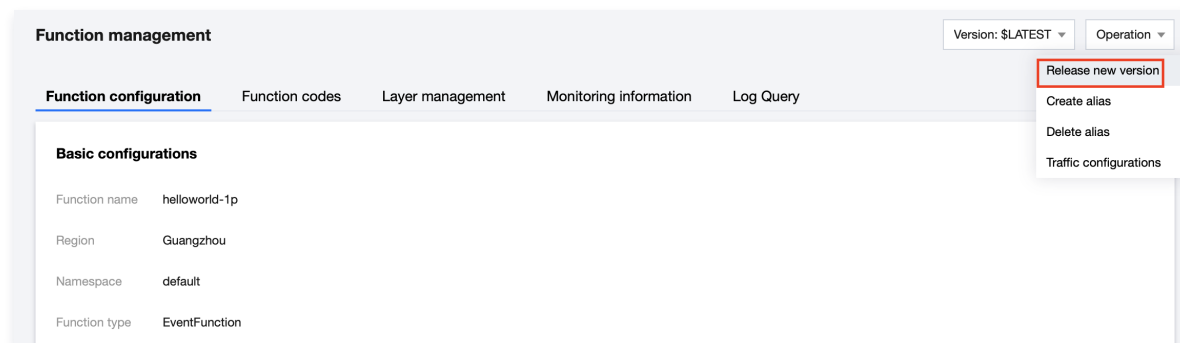 Function management
Version: $LATEST
Operation
Release new version
Create alias
Delete alias
Traffic configurations
Function configuration
Function codes
Layer management
Monitoring information
Log Query
Basic configurations
Function name helloworld-1p
Region Guangzhou
Namespace default
Function type EventFunction